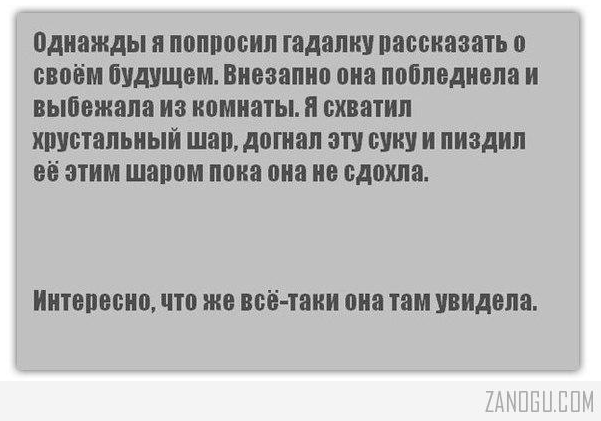 Однажды я попросил гадалку рассказать о
своём будущем. Внезапно она побледнела и
выбежала из комнаты. Я схватил
хрустальный шар, догнал эту суку и пиздил
её этим шаром пока она не сдохла.
Интересно, что же всё-таки она там увидела.
ZANOGU.COM